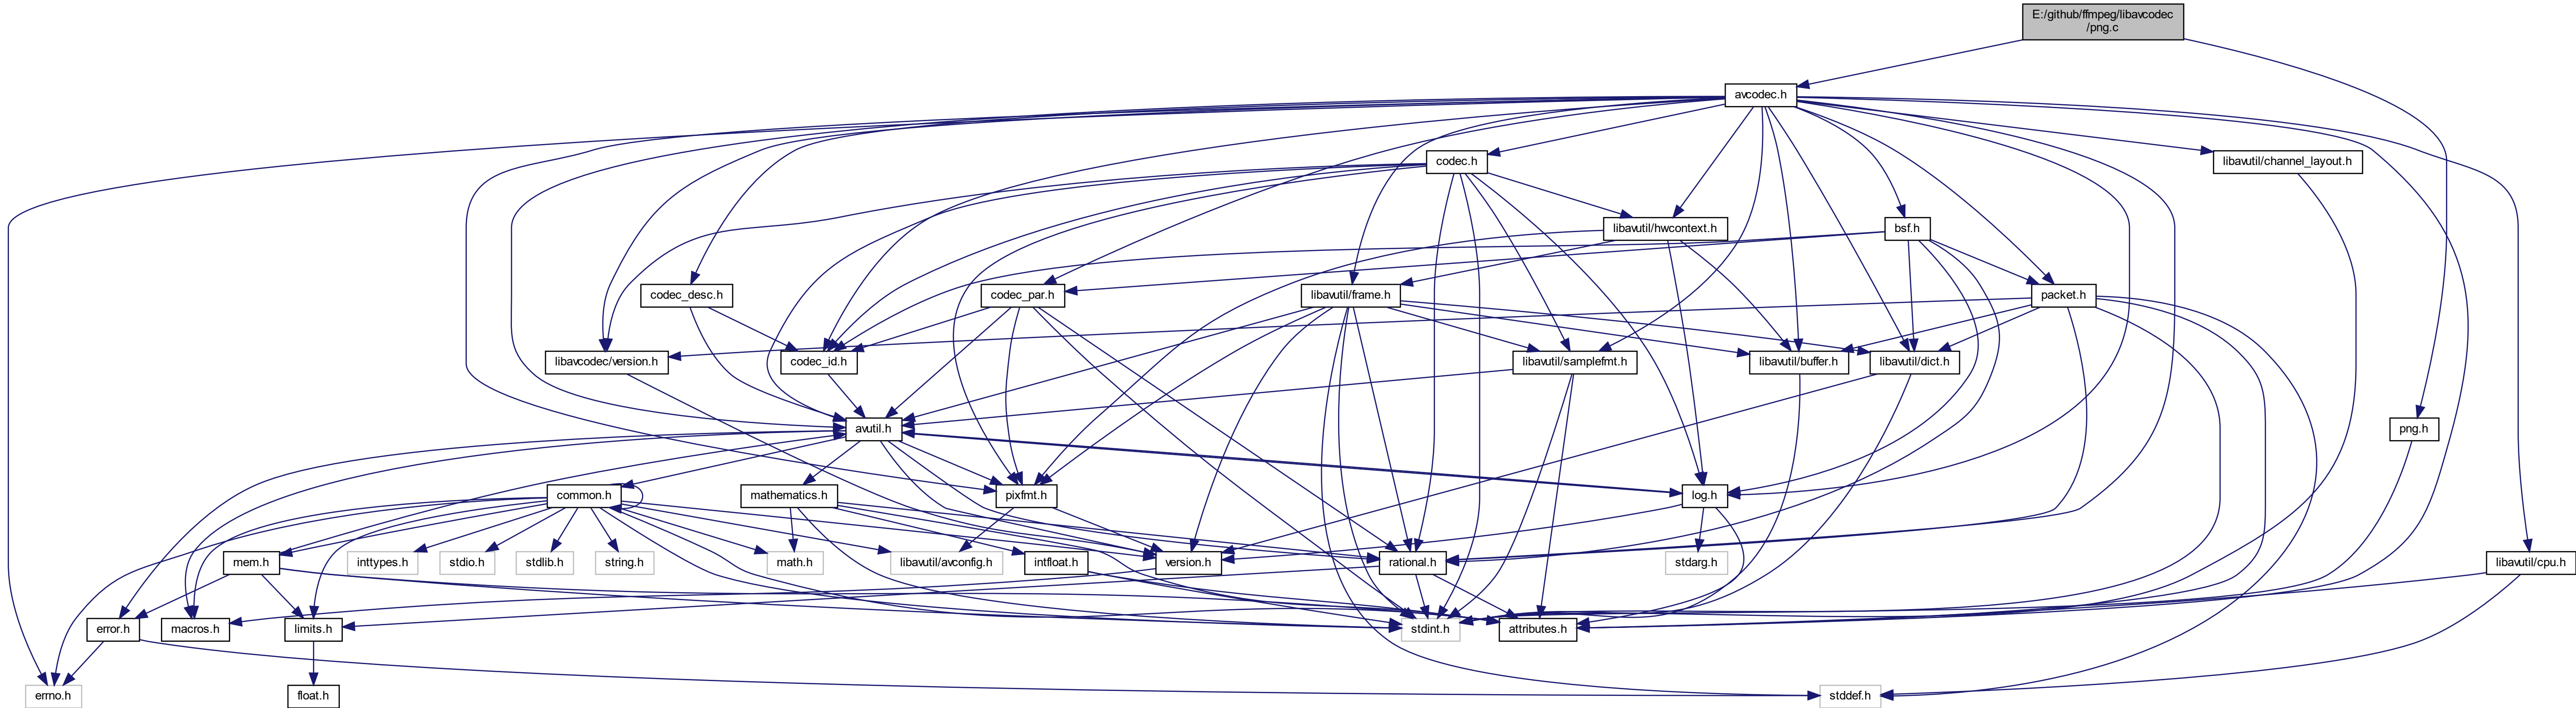 E:/github/ffmpeg/libavcodec
/png.c
avcodec.h
codec.h
libavutil/channel_layout.h
libavutil/hwcontext.h
bsf.h
codec_desc.h
codec_par.h
libavutil/frame.h
packet.h
libavcodec/version.h
codec_id.h
libavutil/samplefmt.h
libavutil/buffer.h
libavutil/dict.h
avutil.h
png.h
common.h
mathematics.h
pixfmt.h
log.h
mem.h
inttypes.h
stdio.h
stdlib.h
string.h
math.h
libavutil/avconfig.h
intfloat.h
version.h
rational.h
stdarg.h
libavutil/cpu.h
error.h
macros.h
limits.h
stdint.h
attributes.h
errno.h
float.h
stddef.h